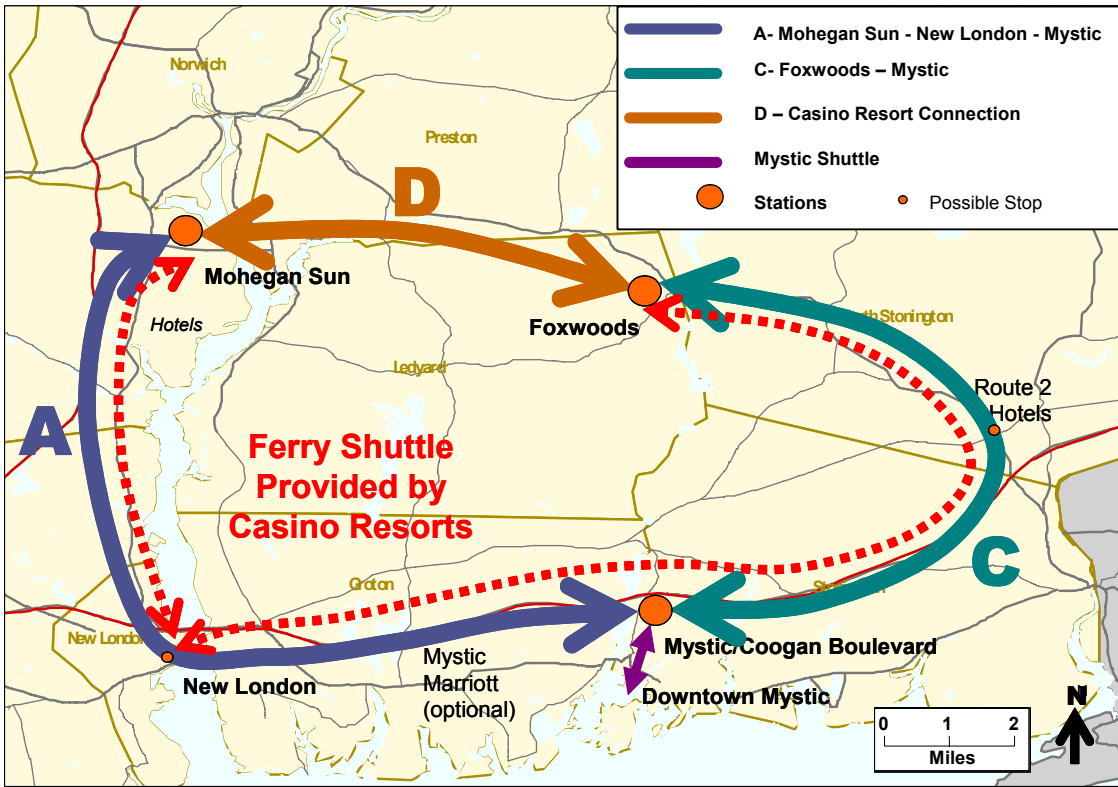 A- Mohegan Sun - New London - Mystic
C- Foxwoods – Mystic
D – Casino Resort Connection
Mystic Shuttle
Stations
Possible Stop
Norwich
Preston
D
Mohegan Sun
Foxwoods
th Stonington
Hotels
Ledyard
Route 2
Hotels
A
Ferry Shuttle
Provided by
Casino Resorts
C
Groton
New London
New London
Mystic
Marriott
(optional)
Mystic/Coogan Boulevard
Downtown Mystic
0 1 2
Miles
N